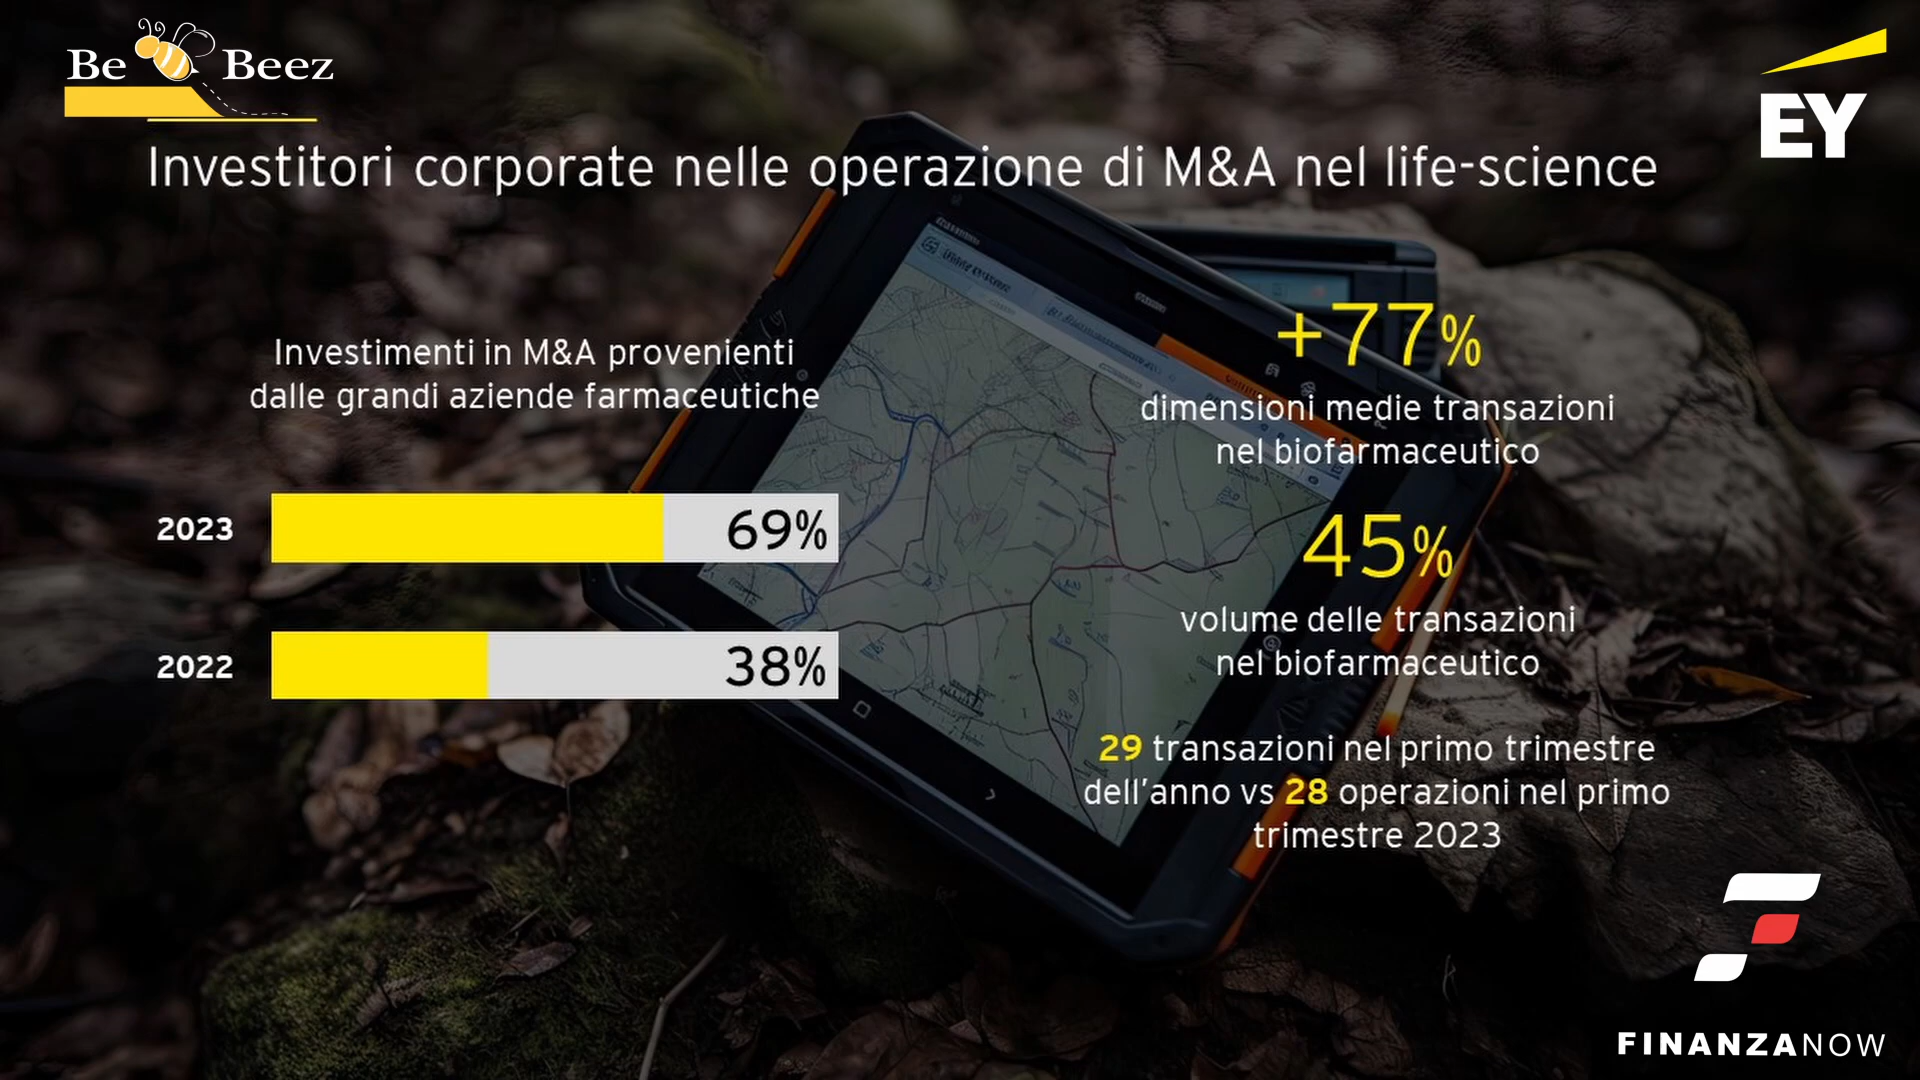 Be Beez
EY
Investitori corporate nelle operazione di M&A nel life-science
Investimenti in M&A provenienti
dalle grandi aziende farmaceutiche
2023
69%
2022
38%
+77%
dimensioni medie transazioni
nel biofarmaceutico
45%
volume delle transazioni
nel biofarmaceutico
29 transazioni nel primo trimestre
dell'anno vs 28 operazioni nel primo
trimestre 2023
FINANZANOW